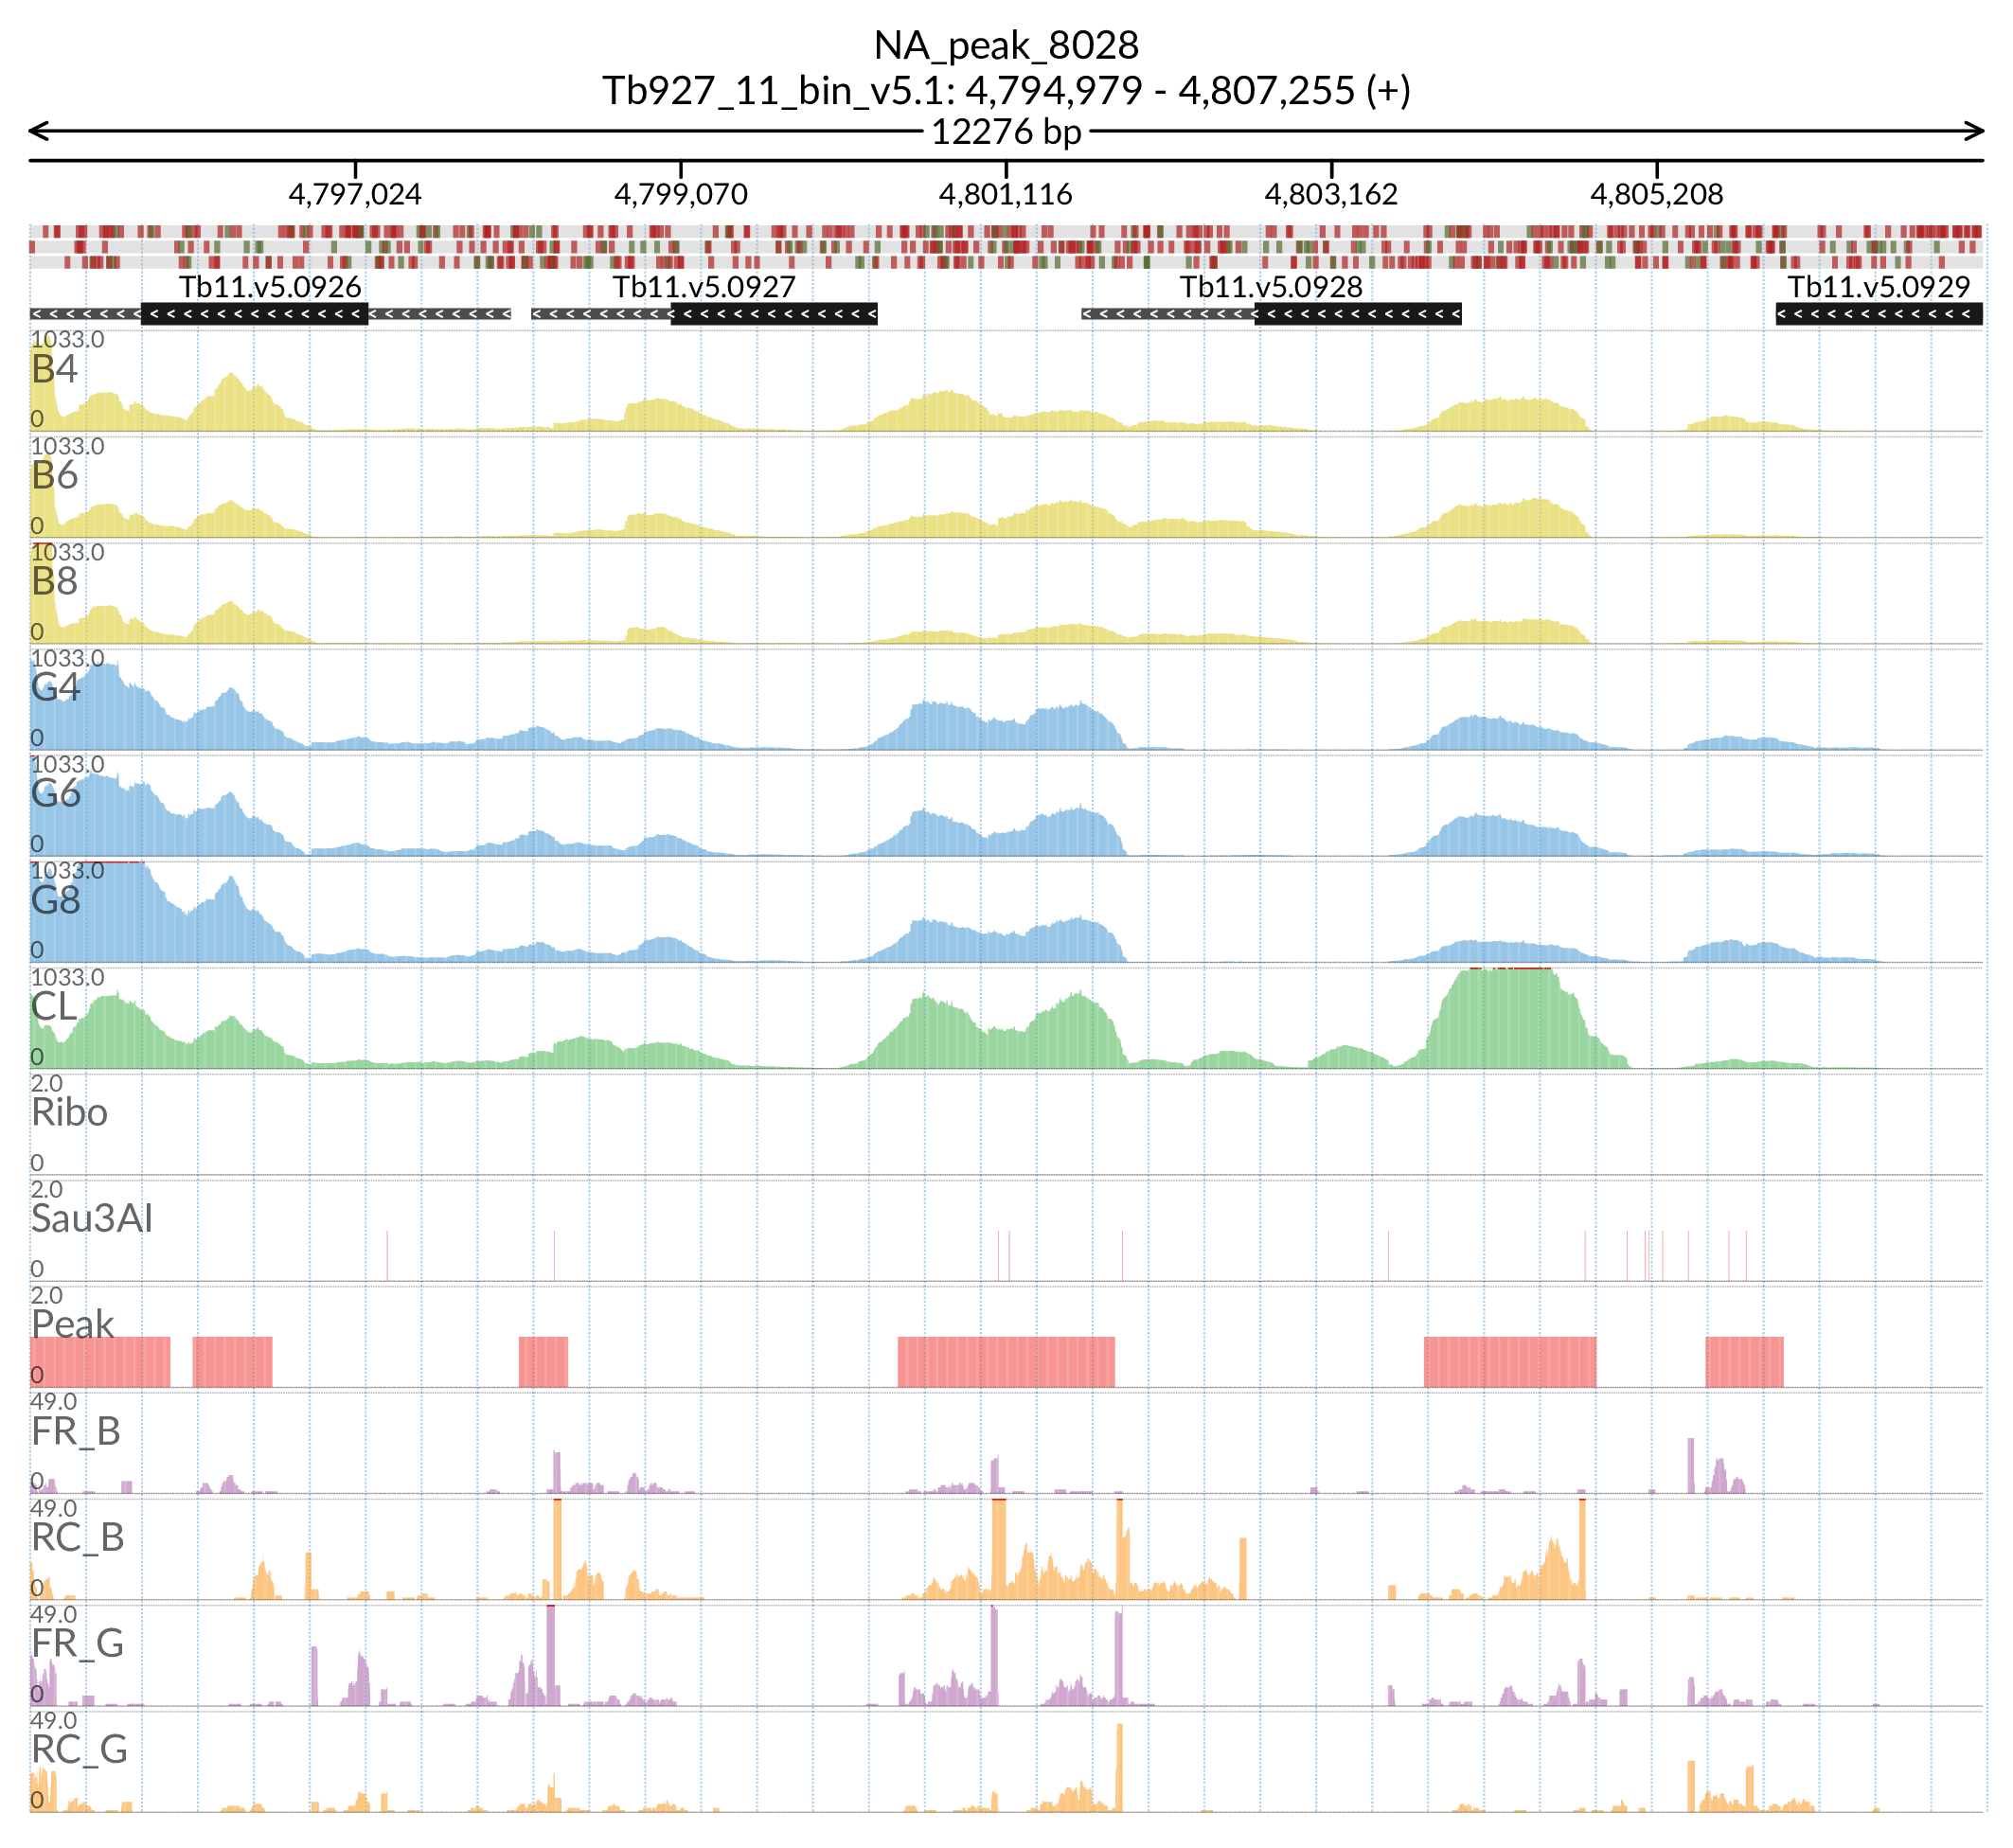 NA_peak_8028
Tb927_11_bin_v5.1: 4,794,979 - 4,807,255 (+)
12276 bp
4,797,024 4,799,070 4,801,116 4,803,162 4,805,208
Tb11.v5.0926 Tb11.v5.0927 Tb11.v5.0928 Tb11.v5.0929
1033.0
B4
0
1033.0
B6
0
1033.0
B8
0
1033.0
G4
0
1033.0
G6
0
1033.0
G8
0
1033.0
CL
0
2.0
Ribo
0
2.0
Sau3AI
0
2.0
Peak
0
49.0
FR_B
0
49.0
RC_B
0
49.0
FR_G
0
49.0
RC_G
0